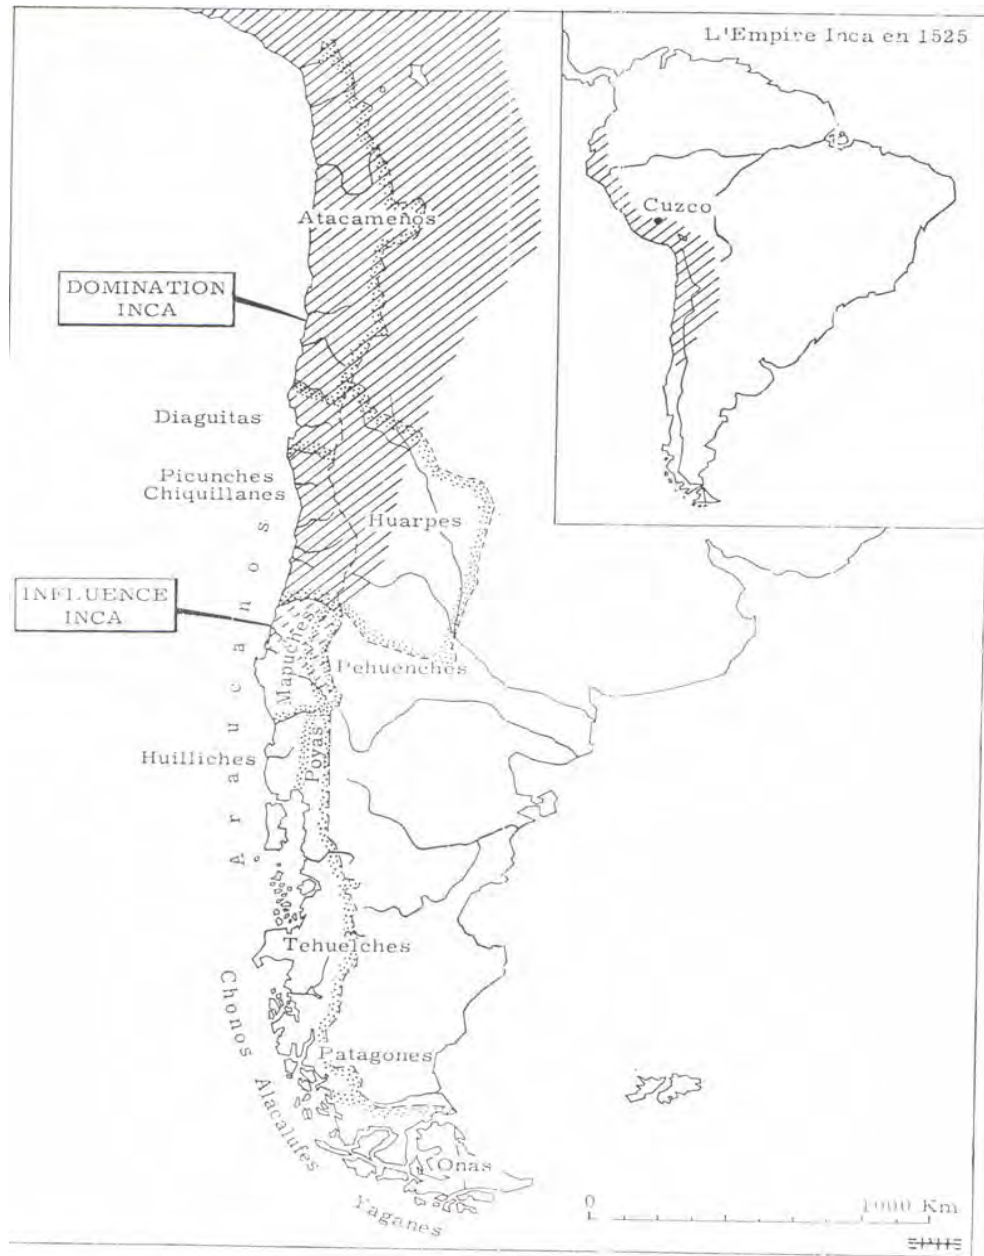 L'Empire Inca en 1525
Cuzco
Atacameños
DOMINATION
INCA
Diaguitas
Picunches
Chiquillanes
Huarpes
INFLUENCE
INCA
Araucanos
Mapuches
Pehuenches
Huilliches
Poyas
Tehuelches
Chonos
Patagones
Alacalufes
Onas
Yaganes
0 1000 Km